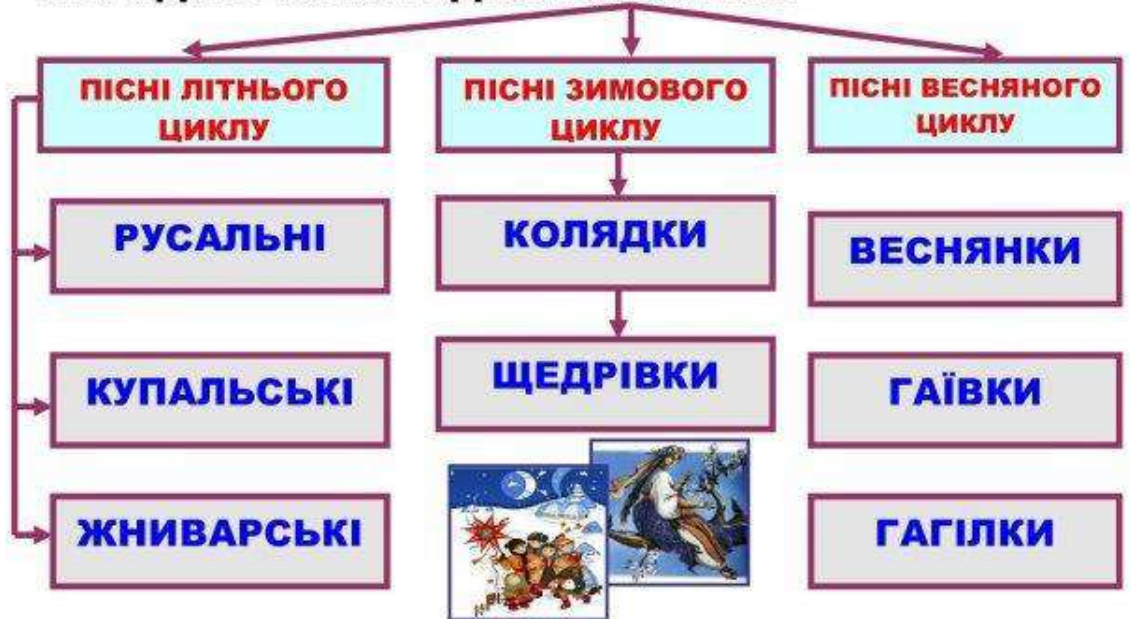 ПІСНІ ЛІТНЬОГО
ЦИКЛУ
РУСАЛЬНІ
КУПАЛЬСЬКІ
ЖНИВАРСЬКІ
ПІСНІ ЗИМОВОГО
ЦИКЛУ
КОЛЯДКИ
ЩЕДРІВКИ
ПІСНІ ВЕСНЯНОГО
ЦИКЛУ
ВЕСНЯНКИ
ГАЇВКИ
ГАГІЛКИ